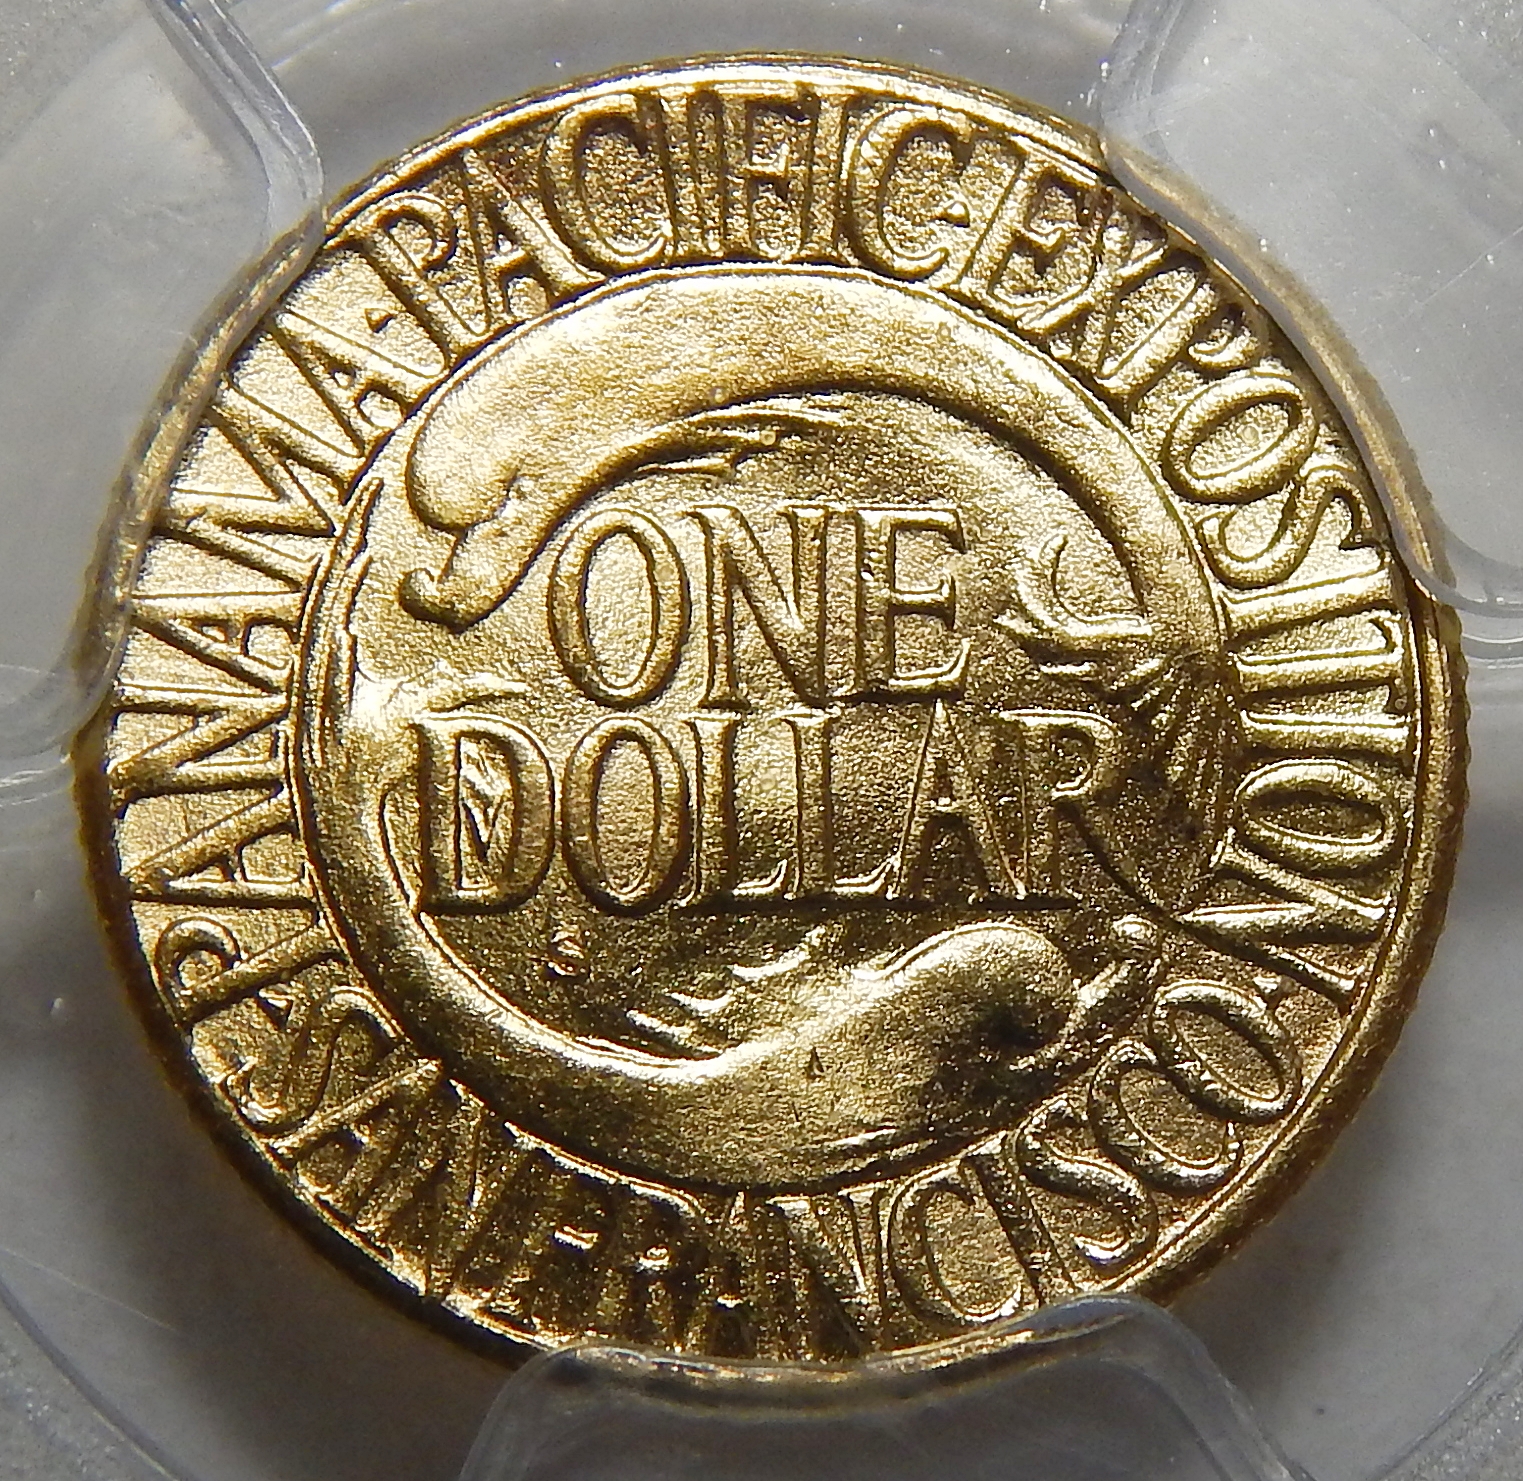 PANAMA-PACIFIC EXPOSITION
SAN FRANCISCO
ONE
DOLLAR
S